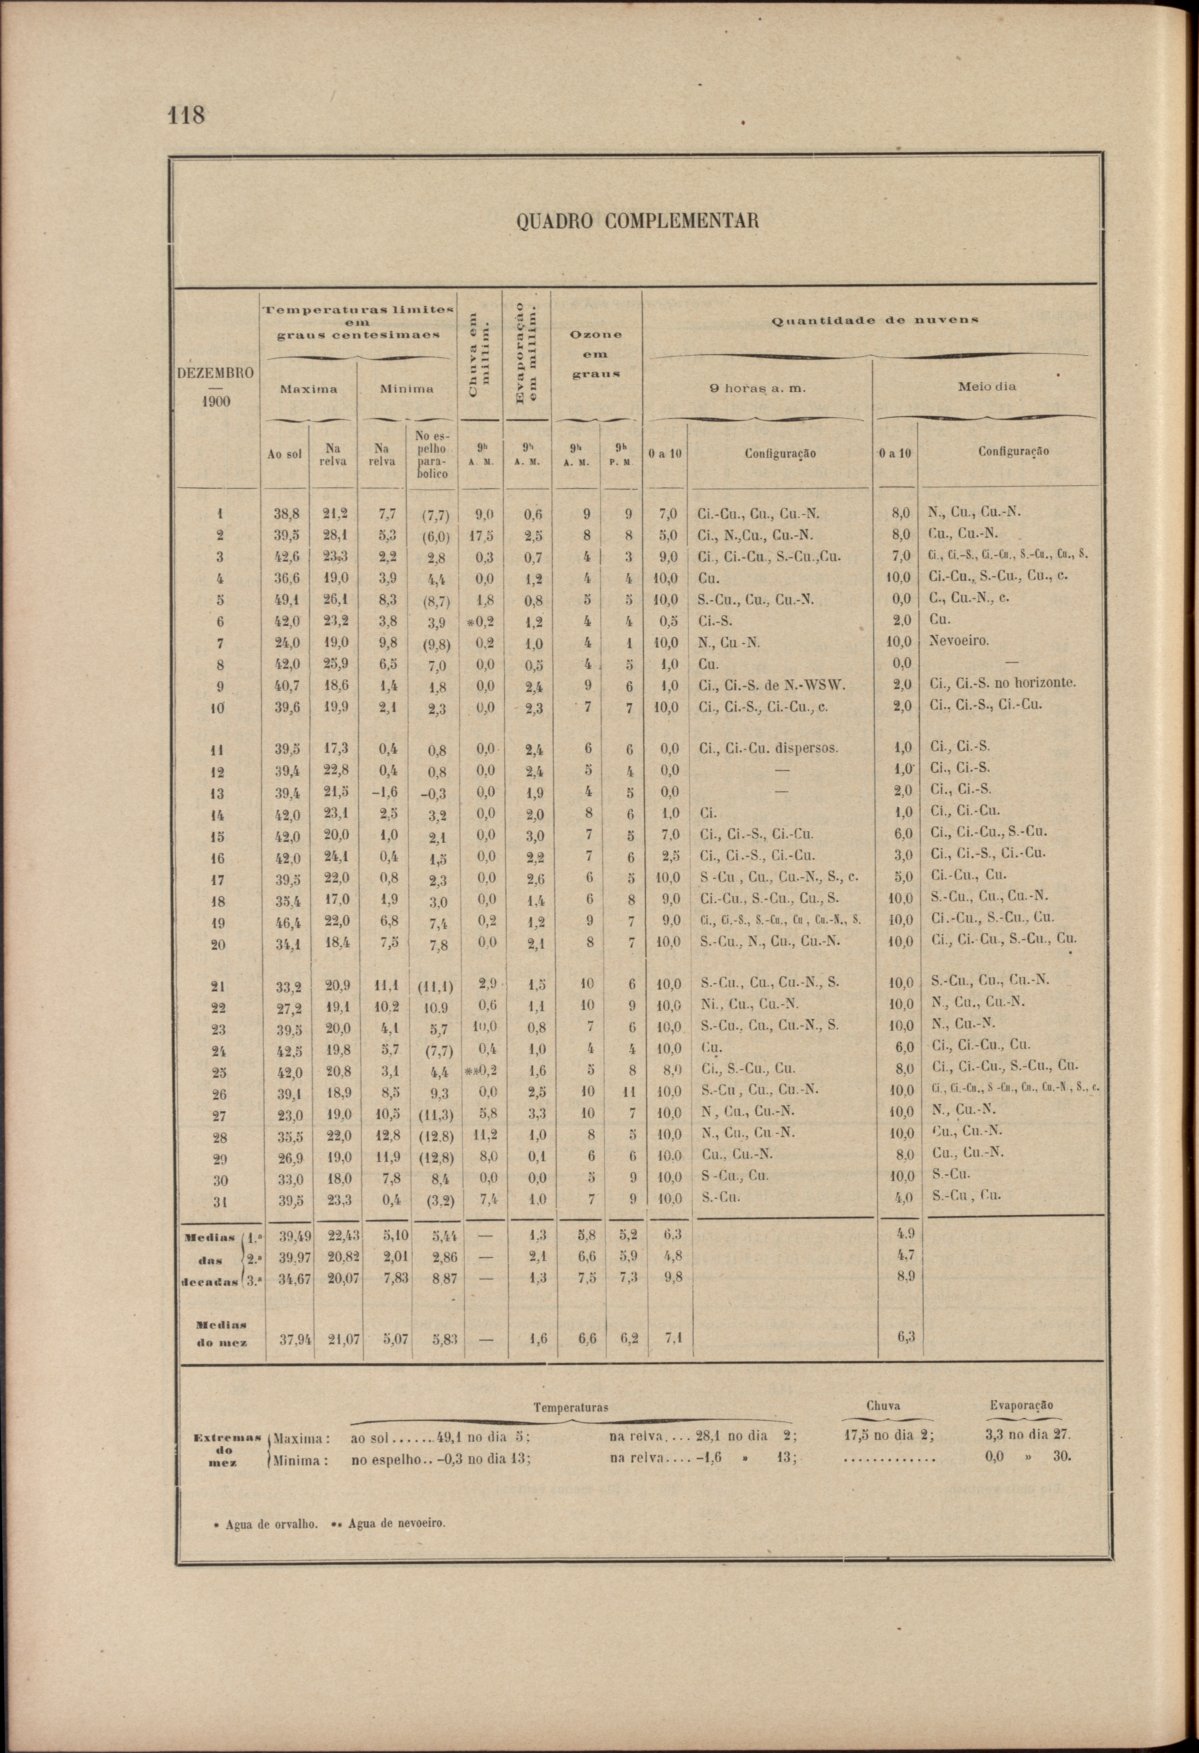 118
QUADRO COMPLEMENTAR
DEZEMBRO
1900
Temperaturas limites
em
graus centesimaes
Chuva em
millim.
Evaporação
em millim.
Ozone
em
graus
Quantidade de nuvens
Maxima Minima 9 horas a. m. Meio dia
Ao sol Na relva Na relva No espelho parabolico 9h A. M. 9h A. M. 9h A. M. 9h P. M. 0 a 10 Configuração 0 a 10 Configuração
1 38,8 21,2 7,7 (7,7) 9,0 0,6 9 9 7,0 Ci.-Cu., Cu., Cu.-N. 8,0 N., Cu., Cu.-N.
2 39,5 28,1 5,3 (6,0) 17,5 2,5 8 8 5,0 Ci., N.,Cu., Cu.-N. 8,0 Cu., Cu.-N.
3 42,6 23,3 2,2 2,8 0,3 0,7 4 3 9,0 Ci., Ci.-Cu., S.-Cu.,Cu. 7,0 Ci., Ci.-S., Ci.-Cu., S.-Cu., Cu., S.
4 36,6 19,0 3,9 4,4 0,0 1,2 4 4 10,0 Cu. 10,0 Ci.-Cu., S.-Cu., Cu., c.
5 49,1 26,1 8,3 (8,7) 1,8 0,8 5 5 10,0 S.-Cu., Cu., Cu.-N. 0,0 C., Cu.-N., c.
6 42,0 23,2 3,8 3,9 *0,2 1,2 4 4 0,5 Ci.-S. 2,0 Cu.
7 24,0 19,0 9,8 (9,8) 0,2 1,0 4 1 10,0 N., Cu -N. 10,0 Nevoeiro.
8 42,0 25,9 6,5 7,0 0,0 0,5 4 5 1,0 Cu. 0,0 —
9 40,7 18,6 1,4 1,8 0,0 2,4 9 6 1,0 Ci., Ci.-S. de N.-WSW. 2,0 Ci., Ci.-S. no horizonte.
10 39,6 19,9 2,1 2,3 0,0 2,3 7 7 10,0 Ci., Ci.-S., Ci.-Cu., c. 2,0 Ci., Ci.-S., Ci.-Cu.
11 39,5 17,3 0,4 0,8 0,0 2,4 6 6 0,0 Ci., Ci.-Cu. dispersos. 1,0 Ci., Ci.-S.
12 39,4 22,8 0,4 0,8 0,0 2,4 5 4 0,0 — 1,0 Ci., Ci.-S.
13 39,4 21,5 -1,6 -0,3 0,0 1,9 4 5 0,0 — 2,0 Ci., Ci.-S.
14 42,0 23,1 2,5 3,2 0,0 2,0 8 6 1,0 Ci. 1,0 Ci., Ci.-Cu.
15 42,0 20,0 1,0 2,1 0,0 3,0 7 5 7,0 Ci., Ci.-S., Ci.-Cu. 6,0 Ci., Ci.-Cu., S.-Cu.
16 42,0 24,1 0,4 1,5 0,0 2,2 7 6 2,5 Ci., Ci.-S., Ci.-Cu. 3,0 Ci., Ci.-S., Ci.-Cu.
17 39,5 22,0 0,8 2,3 0,0 2,6 6 5 10,0 S -Cu., Cu., Cu.-N., S., c. 5,0 Ci.-Cu., Cu.
18 35,4 17,0 1,9 3,0 0,0 1,4 6 8 9,0 Ci.-Cu., S.-Cu., Cu., S. 10,0 S.-Cu., Cu., Cu.-N.
19 46,4 22,0 6,8 7,4 0,2 1,2 9 7 9,0 Ci., Ci.-S., S.-Cu., Cu , Cu.-N., S. 10,0 Ci.-Cu., S.-Cu., Cu.
20 34,1 18,4 7,5 7,8 0,0 2,1 8 7 10,0 S.-Cu., N., Cu., Cu.-N. 10,0 Ci., Ci.-Cu., S.-Cu., Cu.
21 33,2 20,9 11,1 (11,1) 2,9 1,5 10 6 10,0 S.-Cu., Cu., Cu.-N., S. 10,0 S.-Cu., Cu., Cu.-N.
22 27,2 19,1 10,2 10.9 0,6 1,1 10 9 10,0 Ni., Cu., Cu.-N. 10,0 N., Cu., Cu.-N.
23 39,5 20,0 4,1 5,7 10,0 0,8 7 6 10,0 S.-Cu., Cu., Cu.-N., S. 10,0 N., Cu.-N.
24 42,5 19,8 5,7 (7,7) 0,4 1,0 4 4 10,0 Cu. 6,0 Ci., Ci.-Cu., Cu.
25 42,0 20,8 3,1 4,4 **0,2 1,6 5 8 8,0 Ci., S.-Cu., Cu. 8,0 Ci., Ci.-Cu., S.-Cu., Cu.
26 39,1 18,9 8,5 9,3 0,0 2,5 10 11 10,0 S.-Cu , Cu., Cu.-N. 10,0 Ci., Ci.-Cu., S -Cu., Cu., Cu.-N , S., c.
27 23,0 19,0 10,5 (11,3) 5,8 3,3 10 7 10,0 N , Cu., Cu.-N. 10,0 N., Cu.-N.
28 35,5 22,0 12,8 (12,8) 11,2 1,0 8 5 10,0 N., Cu., Cu -N. 10,0 Cu., Cu.-N.
29 26,9 19,0 11,9 (12,8) 8,0 0,1 6 6 10,0 Cu., Cu.-N. 8,0 Cu., Cu.-N.
30 33,0 18,0 7,8 8,4 0,0 0,0 5 9 10,0 S -Cu., Cu. 10,0 S.-Cu.
31 39,5 23,3 0,4 (3,2) 7,4 1,0 7 9 10,0 S.-Cu. 4,0 S.-Cu , Cu.
Medias 1.ª 39,49 22,43 5,10 5,44 — 1,3 5,8 5,2 6,3 4.9
das 2.ª 39,97 20,82 2,01 2,86 — 2,1 6,6 5,9 4,8 4,7
decadas 3.ª 34,67 20,07 7,83 8,87 — 1,3 7,5 7,3 9,8 8,9
Medias
do mez 37,94 21,07 5,07 5,83 — 1,6 6,6 6,2 7,1 6,3
Temperaturas Chuva Evaporação
Extremas do mez
Maxima: ao sol......49,1 no dia 5; na relva.... 28,1 no dia 2; 17,5 no dia 2; 3,3 no dia 27.
Minima: no espelho.. -0,3 no dia 13; na relva.... -1,6 » 13; ............. 0,0 » 30.
* Agua de orvalho. ** Agua de nevoeiro.